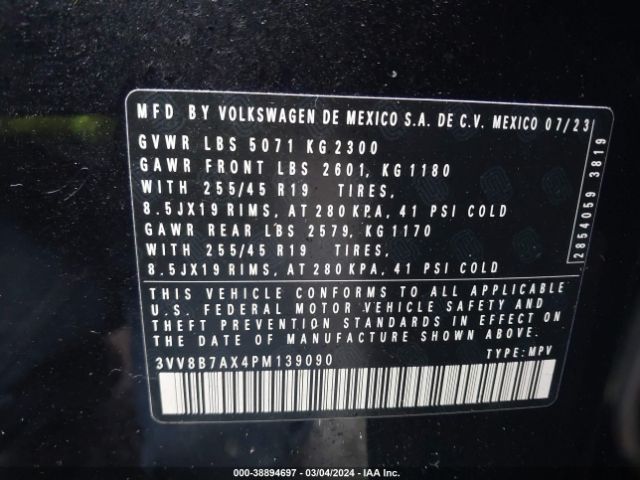 MFD. BY VOLKSWAGEN DE MEXICO S.A. DE C.V. MEXICO 07/23
GVWR LBS 5071 KG 2300
GAWR FRONT LBS 2601, KG 1180
WITH 255/45 R19 TIRES,
8.5JX19 RIMS, AT 280 KPA, 41 PSI COLD
GAWR REAR LBS 2579, KG 1170
WITH 255/45 R19 TIRES,
8.5JX19 RIMS, AT 280 KPA, 41 PSI COLD
2854059 3819
THIS VEHICLE CONFORMS TO ALL APPLICABLE
U.S. FEDERAL MOTOR VEHICLE SAFETY AND
THEFT PREVENTION STANDARDS IN EFFECT ON
THE DATE OF MANUFACTURE SHOWN ABOVE.
3VV8B7AX4PM139090 TYPE: MPV
000-38894697 - 03/04/2024 - IAA Inc.